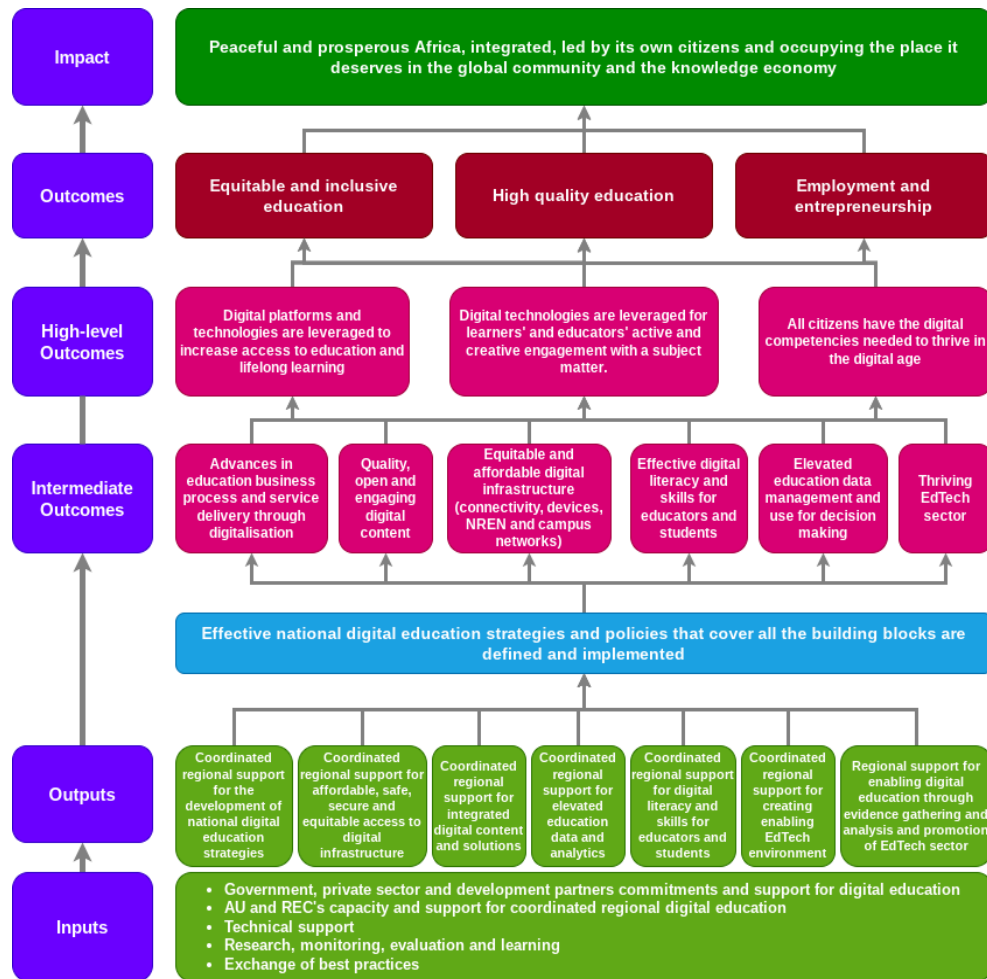 Impact
Peaceful and prosperous Africa, integrated, led by its own citizens and occupying the place it
deserves in the global community and the knowledge economy
Outcomes
Equitable and inclusive
education
High quality education
Employment and
entrepreneurship
High-level
Outcomes
Digital platforms and
technologies are leveraged to
increase access to education and
lifelong learning
Digital technologies are leveraged for
learners' and educators' active and
creative engagement with a subject
matter.
All citizens have the digital
competencies needed to thrive in
the digital age
Intermediate
Outcomes
Advances in
education business
process and service
delivery through
digitalisation
Quality,
open and
engaging
digital
content
Equitable and
affordable digital
infrastructure
(connectivity, devices,
NREN and campus
networks)
Effective digital
literacy and
skills for
educators and
students
Elevated
education data
management and
use for decision
making
Thriving
EdTech
sector
Effective national digital education strategies and policies that cover all the building blocks are
defined and implemented
Outputs
Coordinated
regional support
for the
development of
national digital
education
strategies
Coordinated
regional support for
affordable, safe,
secure and
equitable access to
digital
infrastructure
Coordinated
regional
support for
integrated
digital content
and solutions
Coordinated
regional
support for
elevated
education
data and
analytics
Coordinated
regional support
for digital
literacy and
skills for
educators and
students
Coordinated
regional
support for
creating
enabling
EdTech
environment
Regional support for
enabling digital
education through
evidence gathering and
analysis and promotion
of EdTech sector
Inputs
• Government, private sector and development partners commitments and support for digital education
• AU and REC's capacity and support for coordinated regional digital education
• Technical support
• Research, monitoring, evaluation and learning
• Exchange of best practices